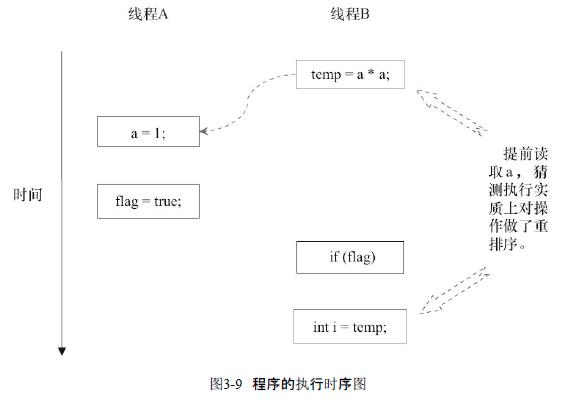 线程A
线程B
temp = a * a;
a = 1;
提前读
取a，猜
测执行实
质上对操
作做了重
排序。
时间
flag = true;
if (flag)
int i = temp;
图3-9 程序的执行时序图